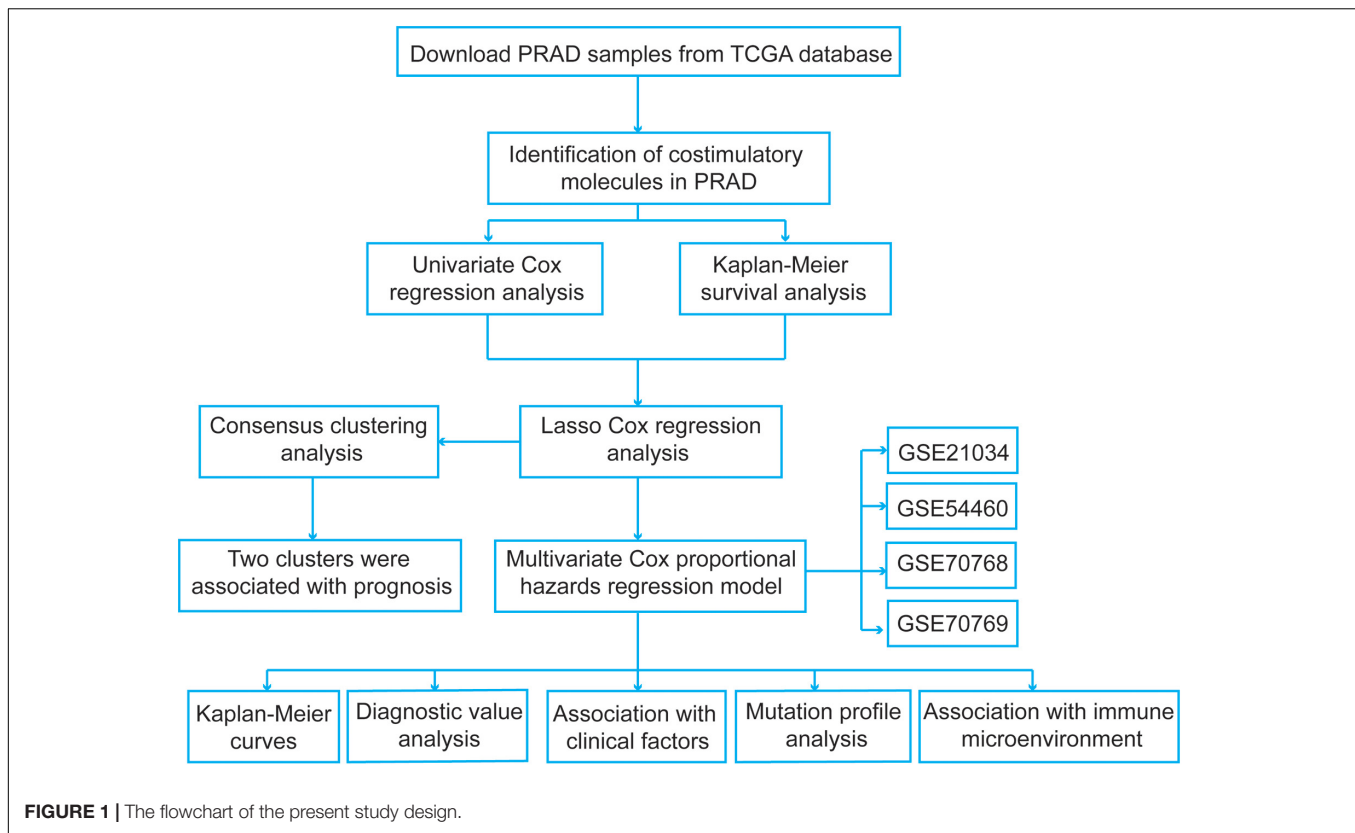 Download PRAD samples from TCGA database
Identification of costimulatory
molecules in PRAD
Univariate Cox
regression analysis
Kaplan-Meier
survival analysis
Consensus clustering
analysis
Lasso Cox regression
analysis
GSE21034
GSE54460
GSE70768
GSE70769
Two clusters were
associated with prognosis
Multivariate Cox proportional
hazards regression model
Kaplan-Meier
curves
Diagnostic value
analysis
Association with
clinical factors
Mutation profile
analysis
Association with immune
microenvironment
FIGURE 1 | The flowchart of the present study design.